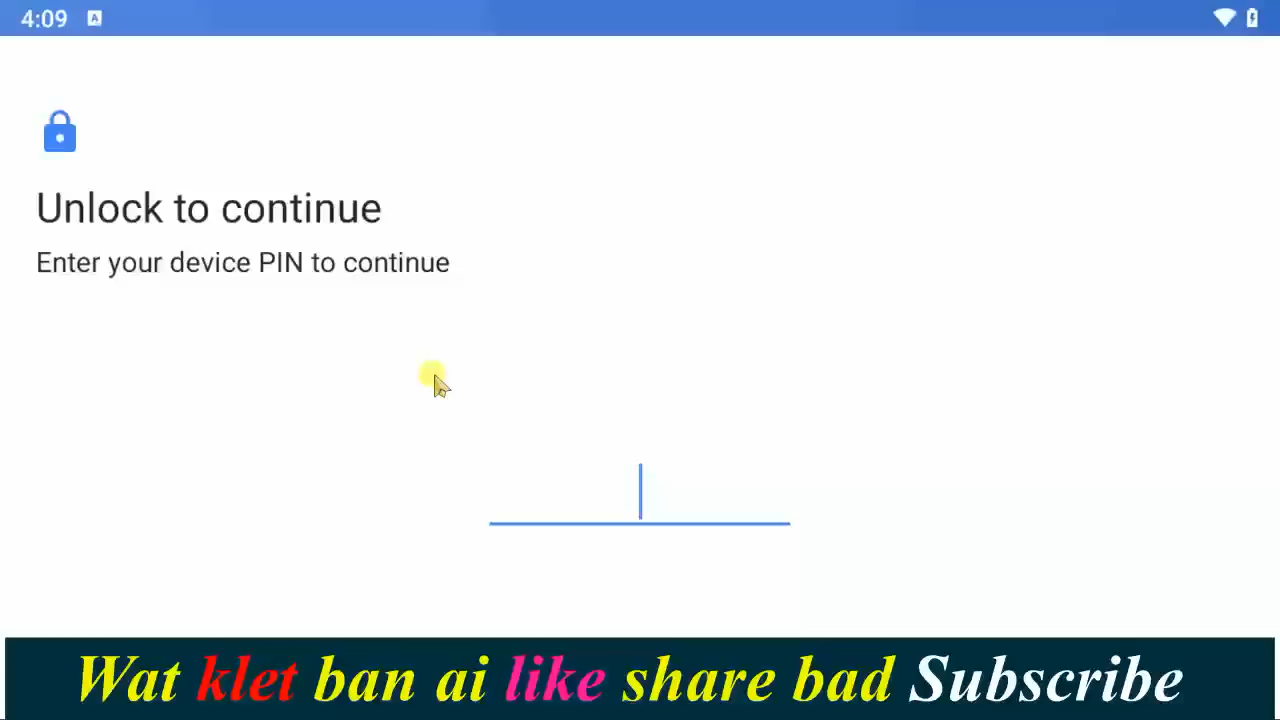 4:09 A
Unlock to continue
Enter your device PIN to continue
Wat klet ban ai like share bad Subscribe